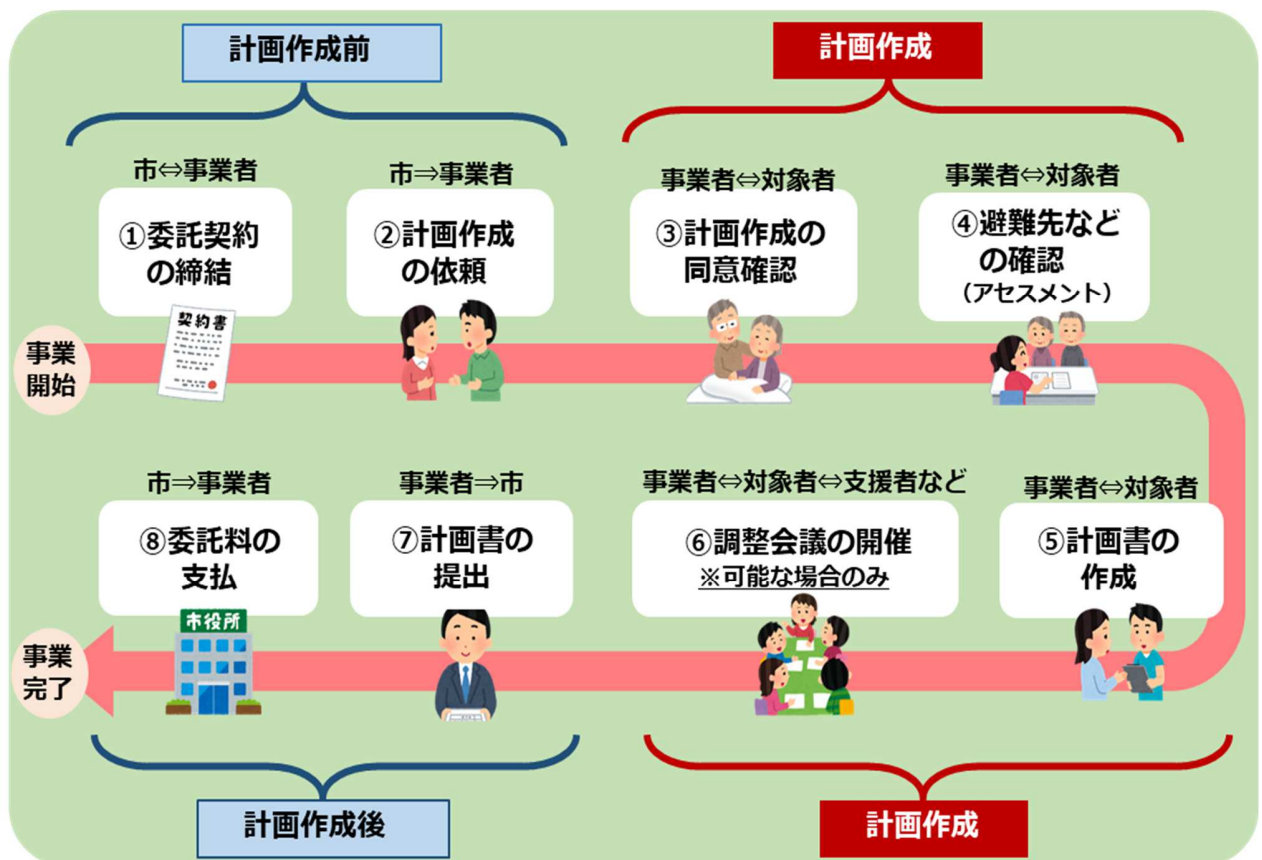 計画作成前
計画作成
市⇔事業者
①委託契約
の締結
市⇒事業者
②計画作成
の依頼
事業者⇔対象者
③計画作成の
同意確認
事業者⇔対象者
④避難先など
の確認
（アセスメント）
契約書
事業
開始
事業者⇔対象者
⑤計画書の
作成
事業者⇔対象者⇔支援者など
⑥調整会議の開催
※可能な場合のみ
事業者⇒市
⑦計画書の
提出
市⇒事業者
⑧委託料の
支払
市役所
事業
完了
計画作成後
計画作成